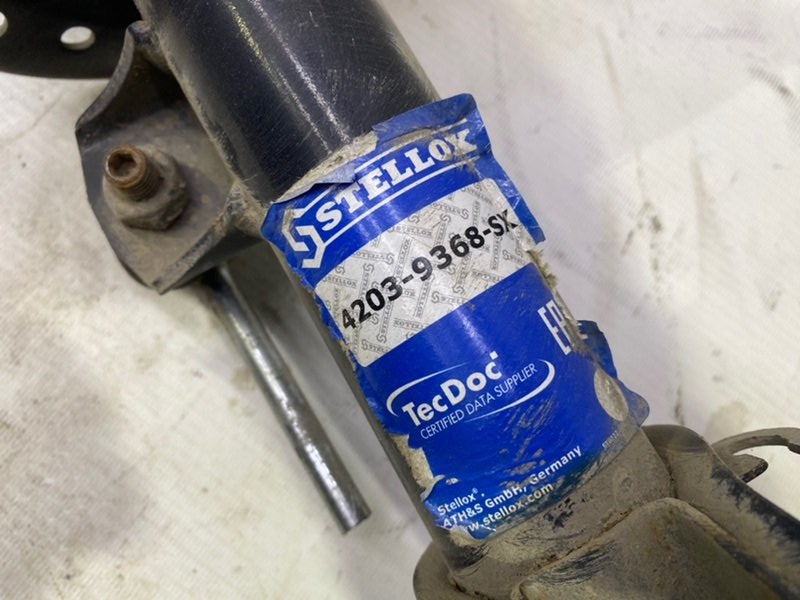 STELLOX
4203-9368-SX
TecDoc
CERTIFIED DATA SUPPLIER
Stellox®
ATH&S GmbH, Germany
www.stellox.com